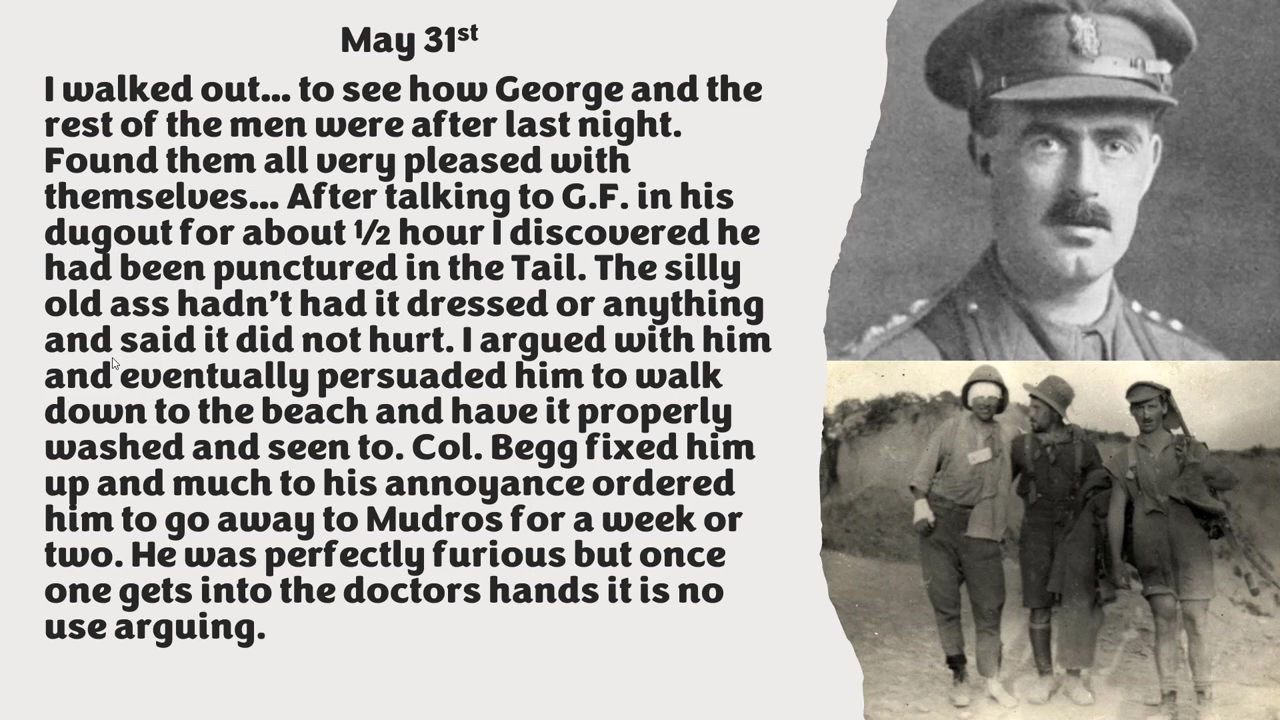 May 31st
I walked out... to see how George and the
rest of the men were after last night.
Found them all very pleased with
themselves... After talking to G.F. in his
dugout for about ½ hour I discovered he
had been punctured in the Tail. The silly
old ass hadn't had it dressed or anything
and said it did not hurt. I argued with him
and eventually persuaded him to walk
down to the beach and have it properly
washed and seen to. Col. Begg fixed him
up and much to his annoyance ordered
him to go away to Mudros for a week or
two. He was perfectly furious but once
one gets into the doctors hands it is no
use arguing.